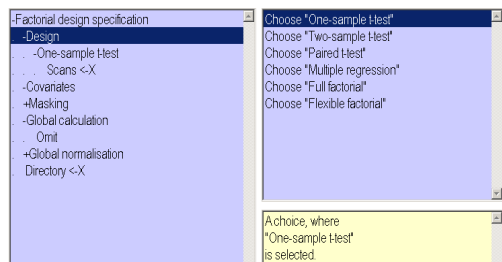 -Factorial design specification
. -Design
. . -One-sample t-test
. . . Scans <-X
. -Covariates
. +Masking
. -Global calculation
. . Omit
. +Global normalisation
. Directory <-X
Choose "One-sample t-test"
Choose "Two-sample t-test"
Choose "Paired t-test"
Choose "Multiple regression"
Choose "Full factorial"
Choose "Flexible factorial"
A choice, where
"One-sample t-test"
is selected.